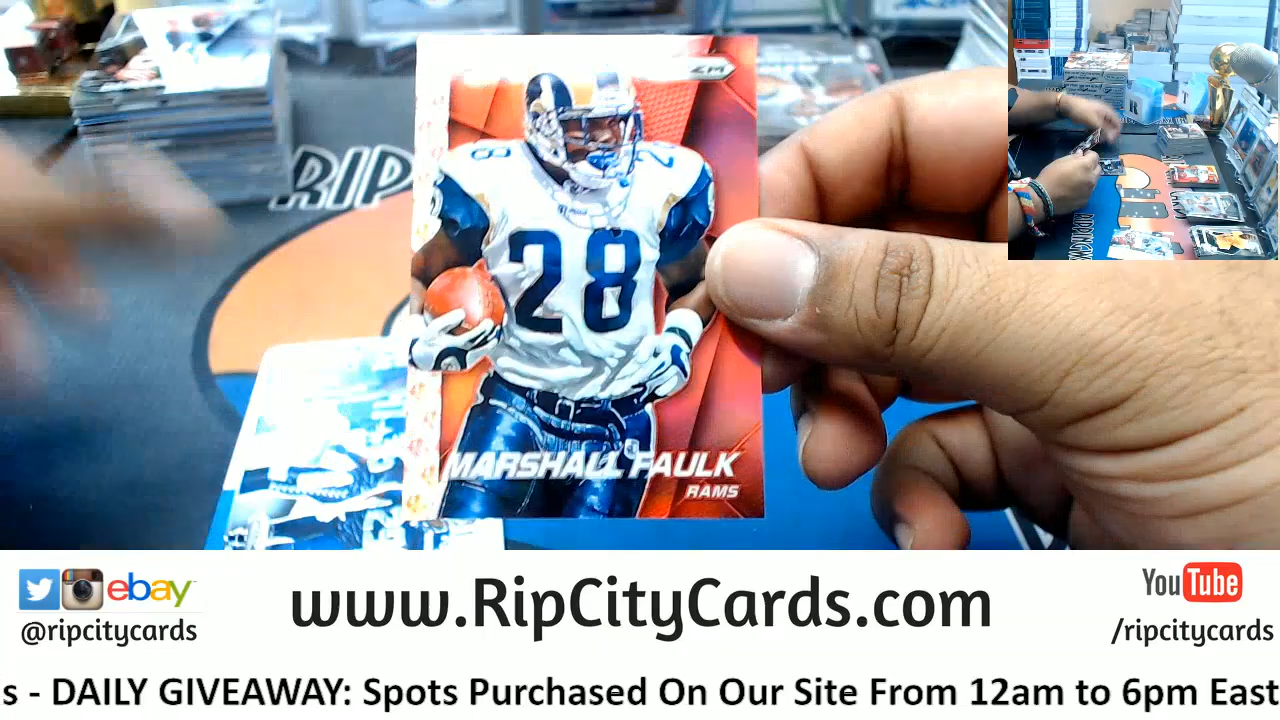 RIP
28
28
28
MARSHALL FAULK
RAMS
ebay
@ripcitycards
www.RipCityCards.com
YouTube
/ripcitycards
s - DAILY GIVEAWAY: Spots Purchased On Our Site From 12am to 6pm East